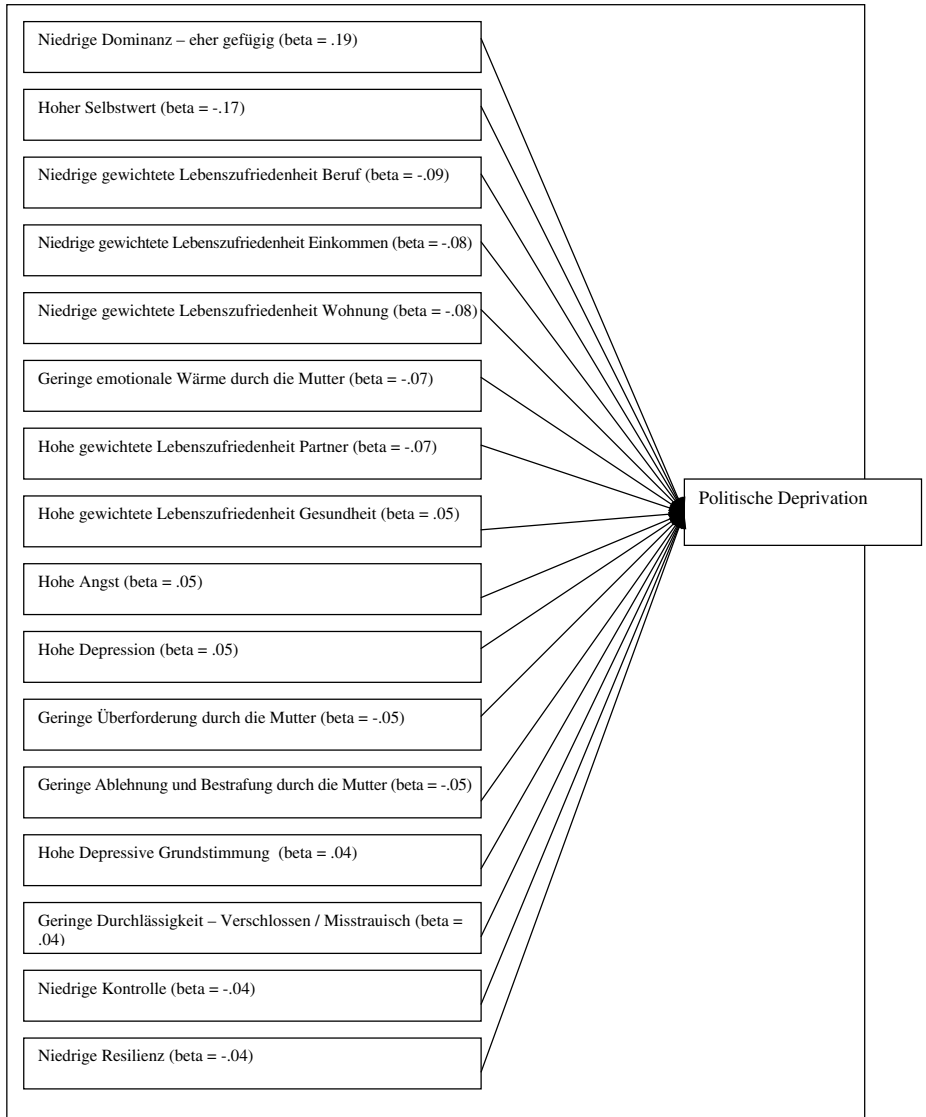 Niedrige Dominanz – eher gefügig (beta = .19)
Hoher Selbstwert (beta = -.17)
Niedrige gewichtete Lebenszufriedenheit Beruf (beta = -.09)
Niedrige gewichtete Lebenszufriedenheit Einkommen (beta = -.08)
Niedrige gewichtete Lebenszufriedenheit Wohnung (beta = -.08)
Geringe emotionale Wärme durch die Mutter (beta = -.07)
Hohe gewichtete Lebenszufriedenheit Partner (beta = -.07)
Politische Deprivation
Hohe gewichtete Lebenszufriedenheit Gesundheit (beta = .05)
Hohe Angst (beta = .05)
Hohe Depression (beta = .05)
Geringe Überforderung durch die Mutter (beta = -.05)
Geringe Ablehnung und Bestrafung durch die Mutter (beta = -.05)
Hohe Depressive Grundstimmung  (beta = .04)
Geringe Durchlässigkeit – Verschlossen / Misstrauisch (beta =
.04)
Niedrige Kontrolle (beta = -.04)
Niedrige Resilienz (beta = -.04)